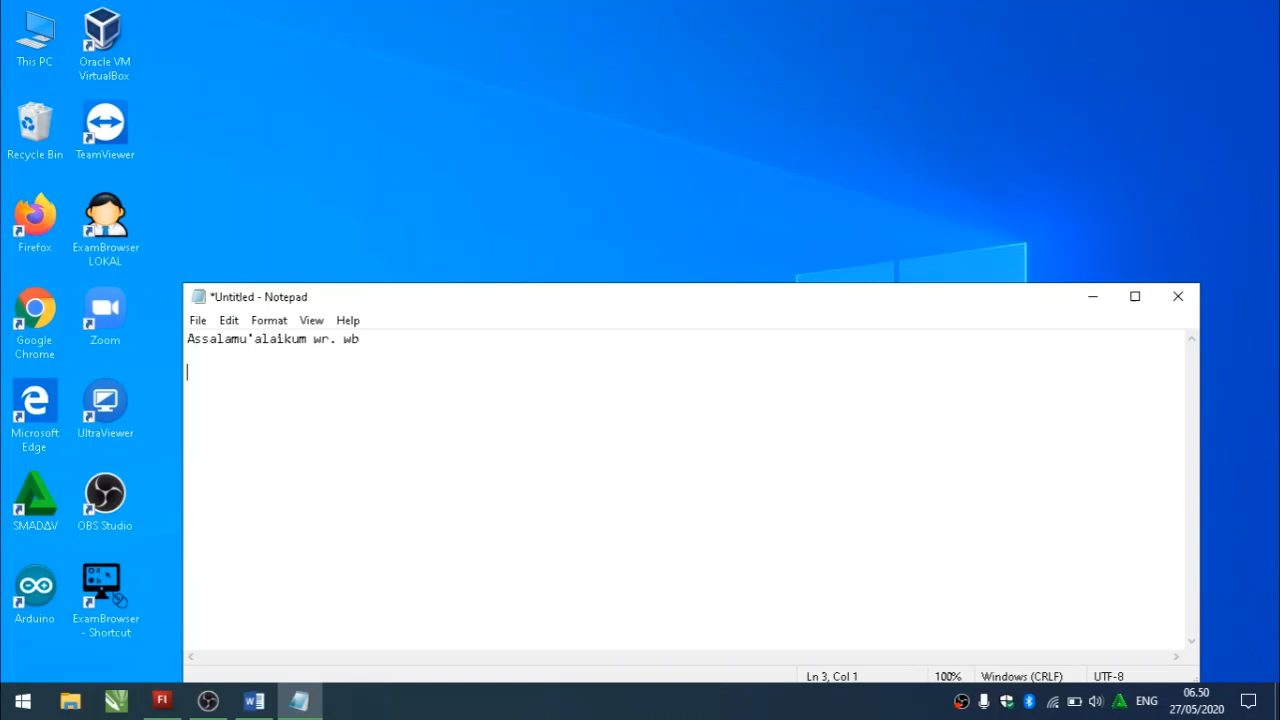 This PC
Oracle VM
VirtualBox
Recycle Bin
TeamViewer
Firefox
ExamBrowser
LOKAL
Google
Chrome
Zoom
Microsoft
Edge
UltraViewer
SMADΔV
OBS Studio
Arduino
ExamBrowser
- Shortcut
*Untitled - Notepad
File Edit Format View Help
Assalamu'alaikum wr. wb
Ln 3, Col 1 100% Windows (CRLF) UTF-8
ENG
06.50
27/05/2020